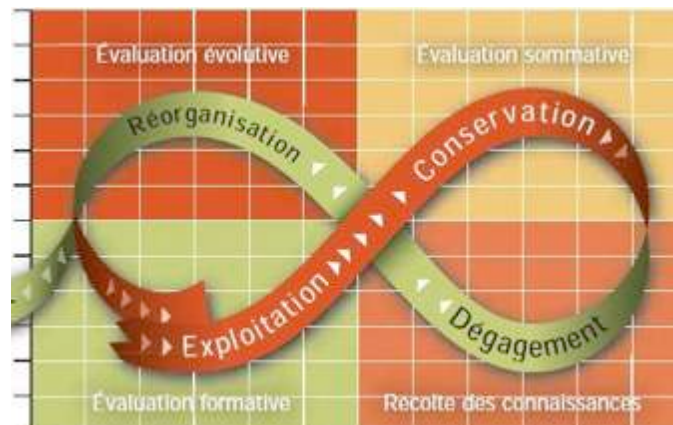 Évaluation évolutive
Évaluation sommative
Réorganisation
Conservation
Exploitation
Dégagement
Évaluation formative
Récolte des connaissances